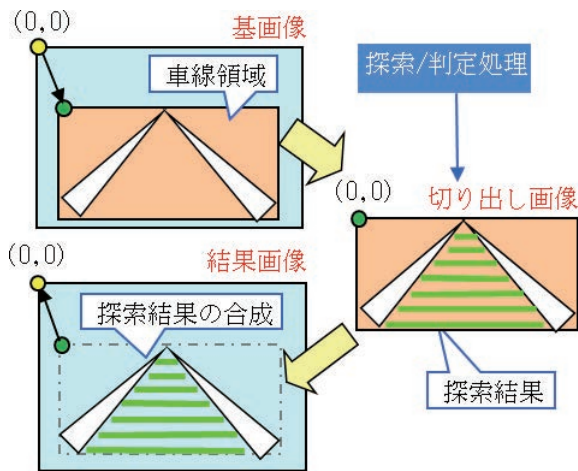 (0,0)
基画像
車線領域
探索/判定処理
(0,0)
切り出し画像
(0,0)
結果画像
探索結果の合成
探索結果